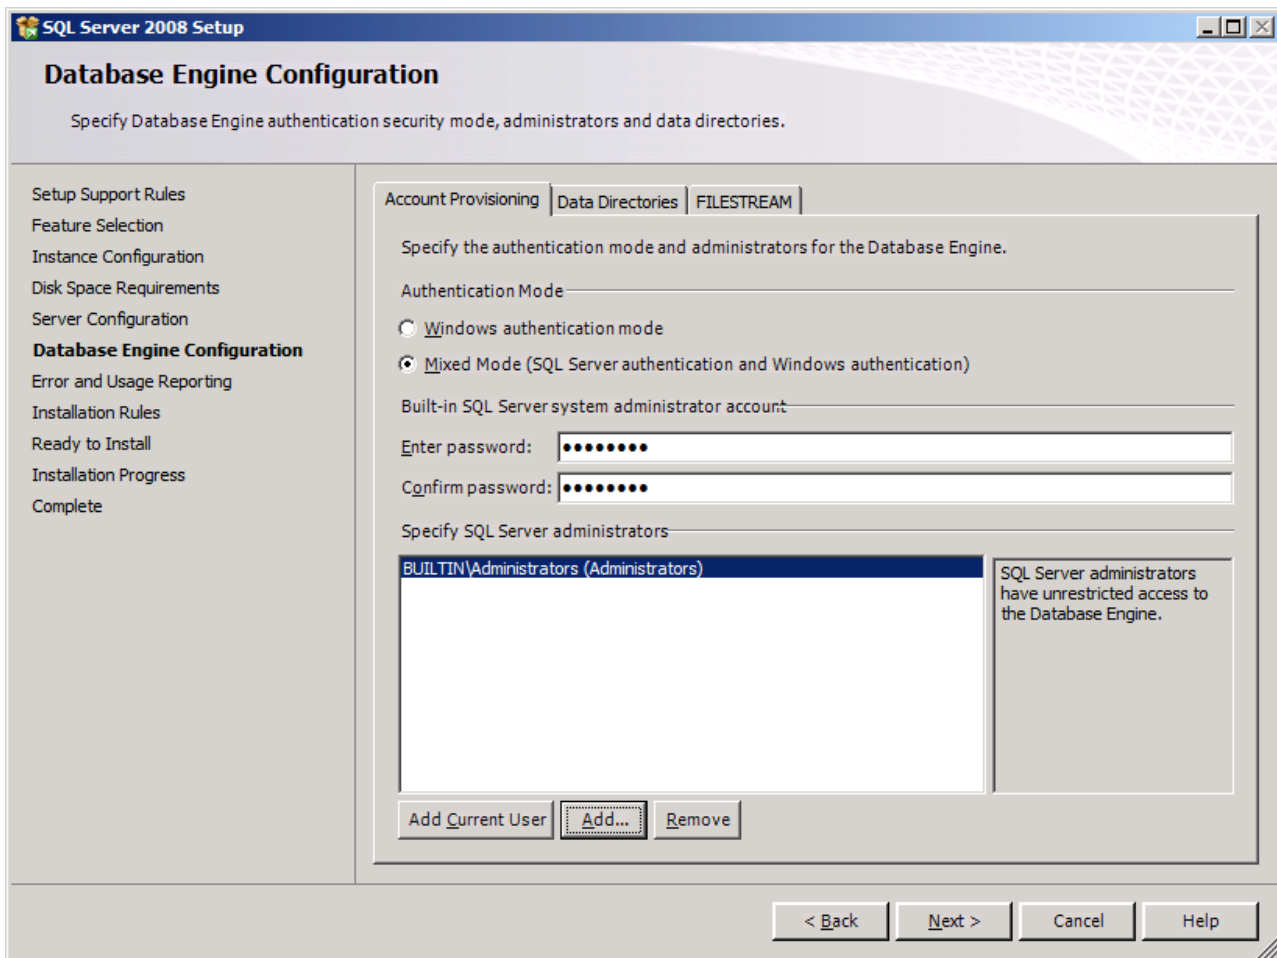 SQL Server 2008 Setup
Database Engine Configuration
Specify Database Engine authentication security mode, administrators and data directories.
Setup Support Rules
Feature Selection
Instance Configuration
Disk Space Requirements
Server Configuration
Database Engine Configuration
Error and Usage Reporting
Installation Rules
Ready to Install
Installation Progress
Complete
Account Provisioning Data Directories FILESTREAM
Specify the authentication mode and administrators for the Database Engine.
Authentication Mode
Windows authentication mode
Mixed Mode (SQL Server authentication and Windows authentication)
Built-in SQL Server system administrator account
Enter password: ●●●●●●●●
Confirm password: ●●●●●●●●
Specify SQL Server administrators
BUILTIN\Administrators (Administrators)
SQL Server administrators
have unrestricted access to
the Database Engine.
Add Current User Add... Remove
< Back Next > Cancel Help